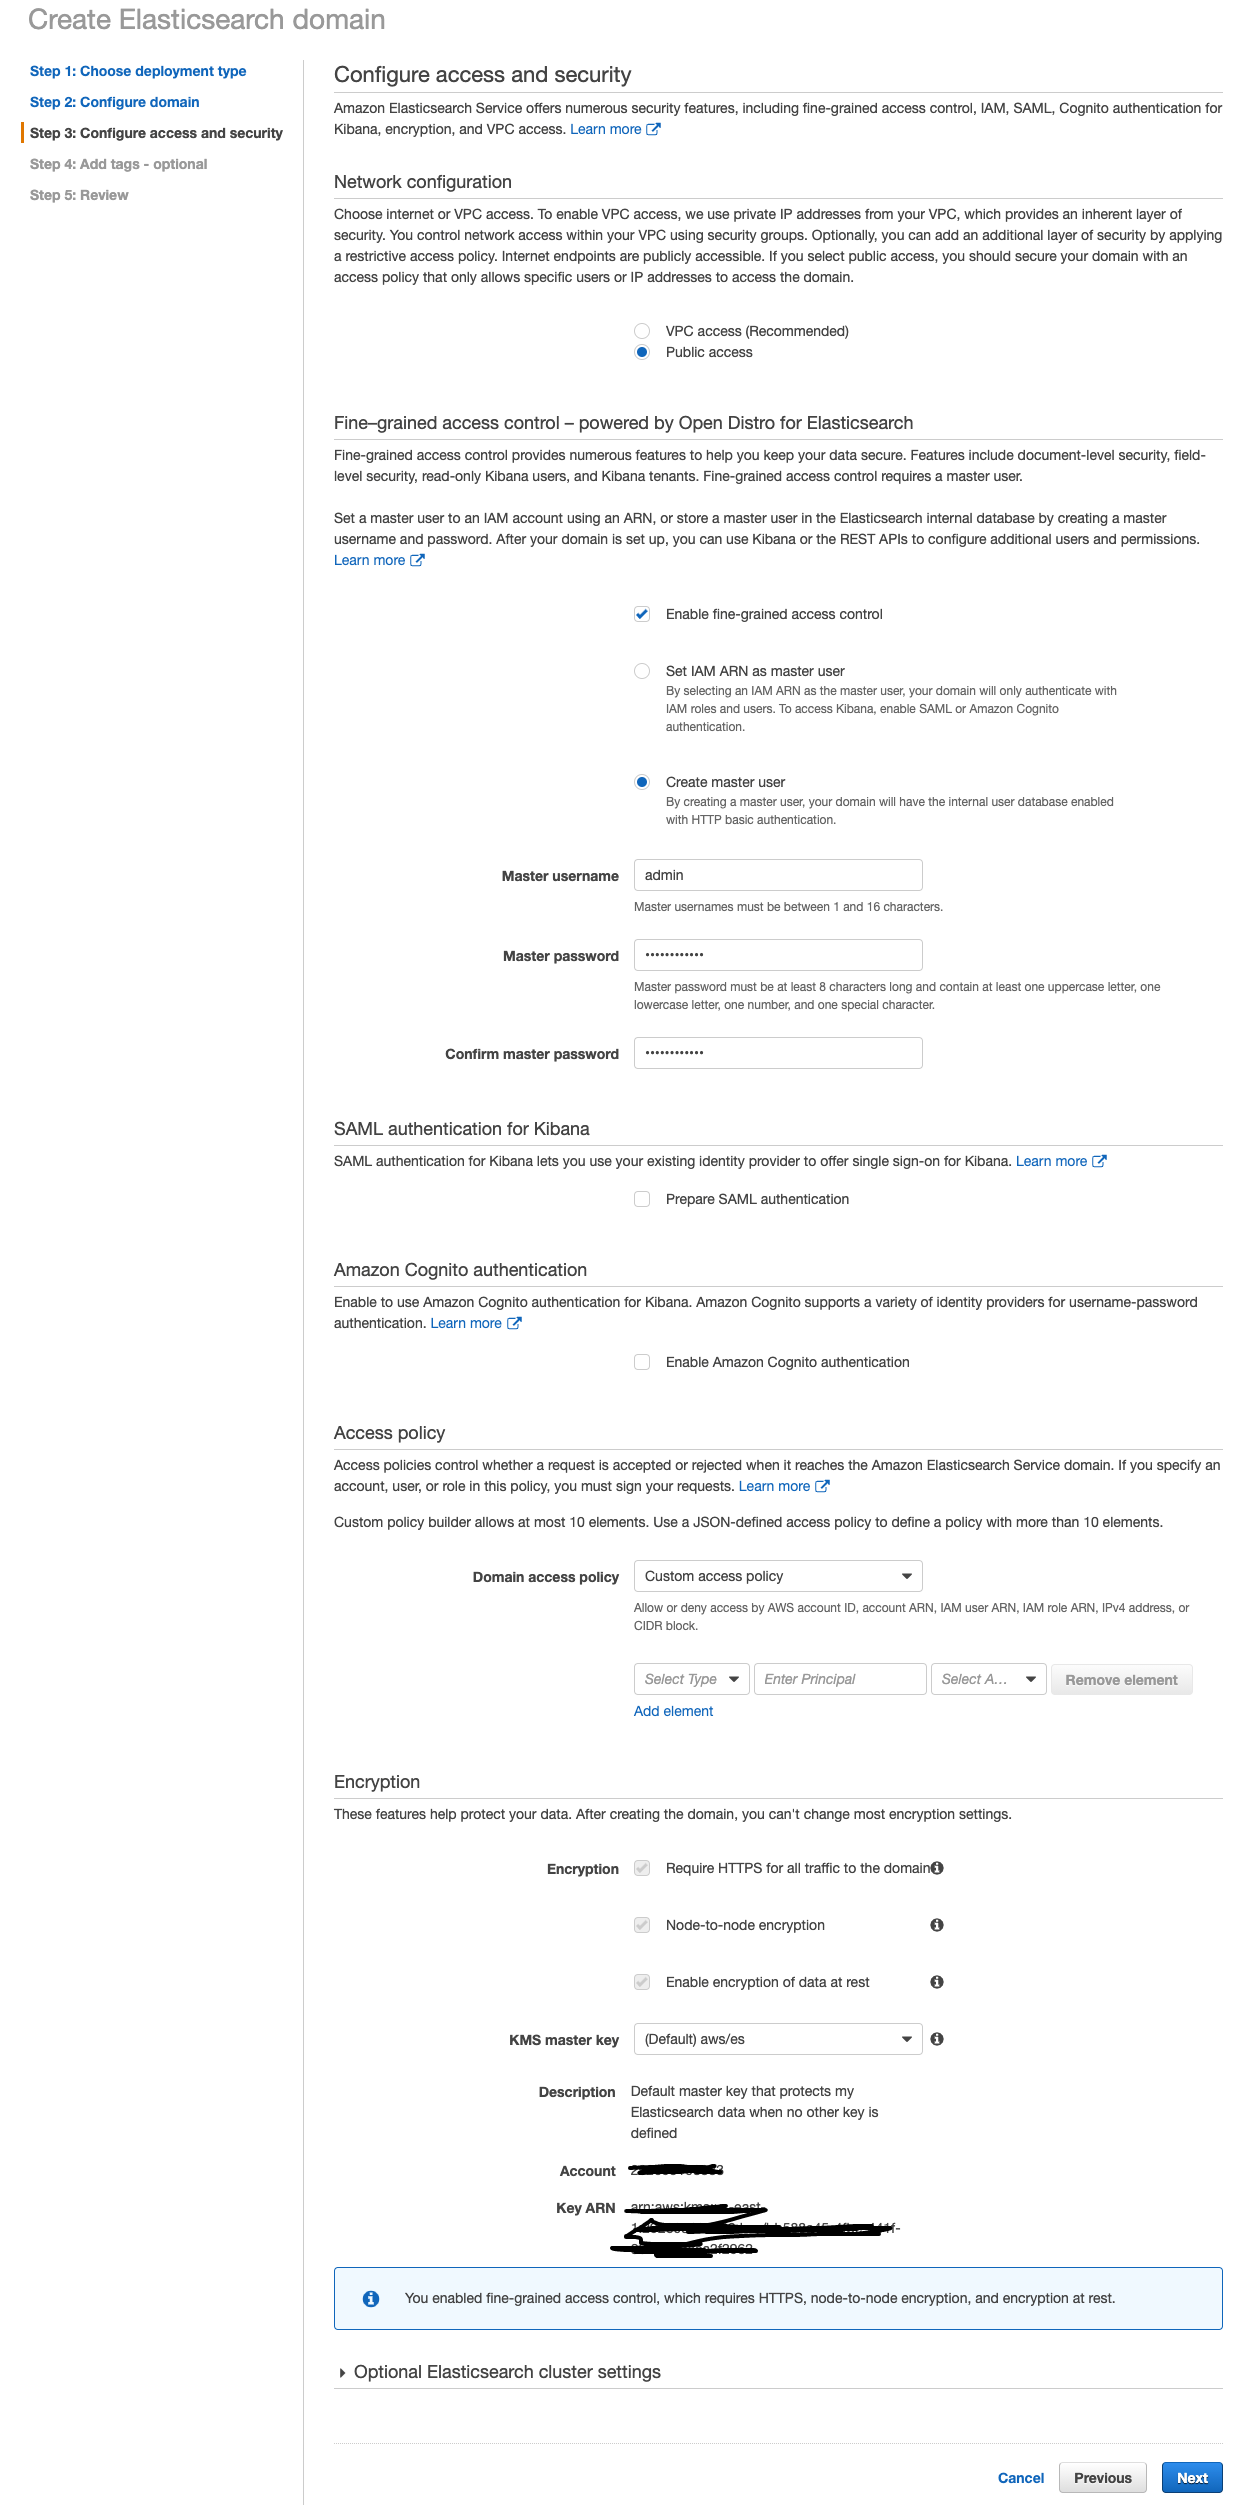 Create Elasticsearch domain
Step 1: Choose deployment type
Step 2: Configure domain
Step 3: Configure access and security
Step 4: Add tags - optional
Step 5: Review
Configure access and security
Amazon Elasticsearch Service offers numerous security features, including fine-grained access control, IAM, SAML, Cognito authentication for
Kibana, encryption, and VPC access. Learn more
Network configuration
Choose internet or VPC access. To enable VPC access, we use private IP addresses from your VPC, which provides an inherent layer of
security. You control network access within your VPC using security groups. Optionally, you can add an additional layer of security by applying
a restrictive access policy. Internet endpoints are publicly accessible. If you select public access, you should secure your domain with an
access policy that only allows specific users or IP addresses to access the domain.
VPC access (Recommended)
Public access
Fine–grained access control – powered by Open Distro for Elasticsearch
Fine-grained access control provides numerous features to help you keep your data secure. Features include document-level security, field-
level security, read-only Kibana users, and Kibana tenants. Fine-grained access control requires a master user.
Set a master user to an IAM account using an ARN, or store a master user in the Elasticsearch internal database by creating a master
username and password. After your domain is set up, you can use Kibana or the REST APIs to configure additional users and permissions.
Learn more
Enable fine-grained access control
Set IAM ARN as master user
By selecting an IAM ARN as the master user, your domain will only authenticate with
IAM roles and users. To access Kibana, enable SAML or Amazon Cognito
authentication.
Create master user
By creating a master user, your domain will have the internal user database enabled
with HTTP basic authentication.
Master username admin
Master usernames must be between 1 and 16 characters.
Master password ••••••••••••
Master password must be at least 8 characters long and contain at least one uppercase letter, one
lowercase letter, one number, and one special character.
Confirm master password ••••••••••••
SAML authentication for Kibana
SAML authentication for Kibana lets you use your existing identity provider to offer single sign-on for Kibana. Learn more
Prepare SAML authentication
Amazon Cognito authentication
Enable to use Amazon Cognito authentication for Kibana. Amazon Cognito supports a variety of identity providers for username-password
authentication. Learn more
Enable Amazon Cognito authentication
Access policy
Access policies control whether a request is accepted or rejected when it reaches the Amazon Elasticsearch Service domain. If you specify an
account, user, or role in this policy, you must sign your requests. Learn more
Custom policy builder allows at most 10 elements. Use a JSON-defined access policy to define a policy with more than 10 elements.
Domain access policy Custom access policy
Allow or deny access by AWS account ID, account ARN, IAM user ARN, IAM role ARN, IPv4 address, or
CIDR block.
Select Type Enter Principal Select A... Remove element
Add element
Encryption
These features help protect your data. After creating the domain, you can't change most encryption settings.
Encryption Require HTTPS for all traffic to the domain
Node-to-node encryption
Enable encryption of data at rest
KMS master key (Default) aws/es
Description Default master key that protects my
Elasticsearch data when no other key is
defined
Account
Key ARN
You enabled fine-grained access control, which requires HTTPS, node-to-node encryption, and encryption at rest.
Optional Elasticsearch cluster settings
Cancel Previous Next